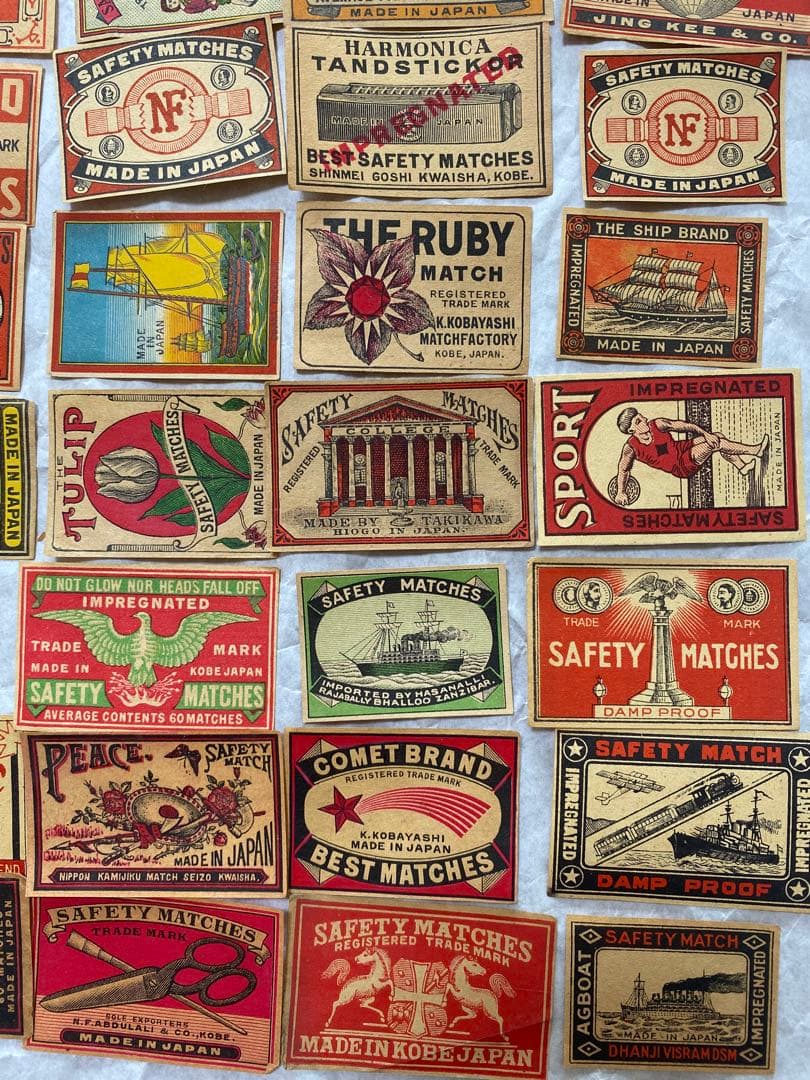 MADE IN JAPAN
JAPAN
JING KEE & CO.
SAFETY MATCHES
NF
MADE IN JAPAN
HARMONICA
TANDSTICKOR
IMPREGNATED
MADE IN JAPAN
BEST SAFETY MATCHES
SHINMEI GOSHI KWAISHA, KOBE.
SAFETY MATCHES
NF
MADE IN JAPAN
MADE
IN
JAPAN
THE RUBY
MATCH
REGISTERED
TRADE MARK
K.KOBAYASHI
MATCHFACTORY
KOBE, JAPAN.
THE SHIP BRAND
IMPREGNATED
SAFETY MATCHES
MADE IN JAPAN
MADE IN JAPAN
THE
TULIP
SAFETY MATCHES
MADE IN JAPAN
SAFETY MATCHES
REGISTERED
COLLEGE
TRADE MARK
MADE BY TAKIKAWA
HIOGO IN JAPAN.
SPORT
IMPREGNATED
MADE IN JAPAN
SAFETY MATCHES
DO NOT GLOW NOR HEADS FALL OFF
IMPREGNATED
TRADE MARK
MADE IN KOBE JAPAN
SAFETY MATCHES
AVERAGE CONTENTS 60 MATCHES
SAFETY MATCHES
IMPORTED BY HASANALI
RAJABALLY BHALLOO ZANZIBAR.
TRADE MARK
SAFETY MATCHES
DAMP PROOF
PEACE.
SAFETY
MATCH
MADE IN JAPAN
NIPPON KAMIJIKU MATCH SEIZO KWAISHA.
COMET BRAND
REGISTERED TRADE MARK
K.KOBAYASHI
MADE IN JAPAN
BEST MATCHES
SAFETY MATCH
IMPREGNATED
IMPREGNATED
DAMP PROOF
MADE IN JAPAN
SAFETY MATCHES
TRADE MARK
SOLE EXPORTERS
N.F.ABDULALI & CO., KOBE.
MADE IN JAPAN
SAFETY MATCHES
REGISTERED TRADE MARK
MADE IN KOBE JAPAN
SAFETY MATCH
AGBOAT
IMPREGNATED
MADE IN JAPAN
DHANJI VISRAM DSM